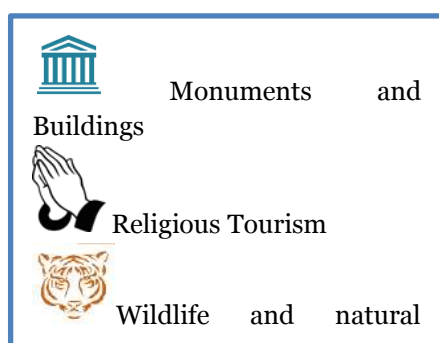 Monuments and
Buildings
Religious Tourism
Wildlife and natural